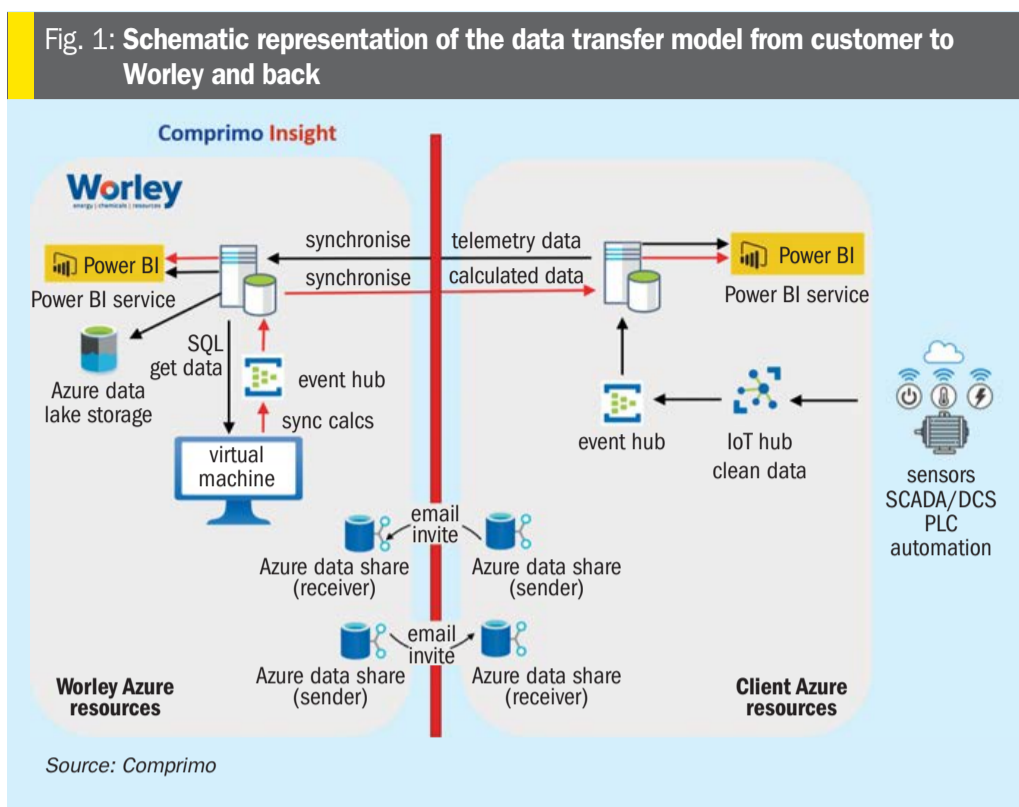 Fig. 1: Schematic representation of the data transfer model from customer to
Worley and back
Comprimo Insight
Worley
energy | chemicals | resources
synchronise
telemetry data
synchronise
calculated data
Power BI
Power BI service
Power BI
Power BI service
SQL
get data
event hub
sync calcs
Azure data
lake storage
virtual
machine
event hub
IoT hub
clean data
sensors
SCADA/DCS
PLC
automation
email
invite
Azure data share
(receiver)
Azure data share
(sender)
email
invite
Azure data share
(sender)
Azure data share
(receiver)
Worley Azure
resources
Client Azure
resources
Source: Comprimo